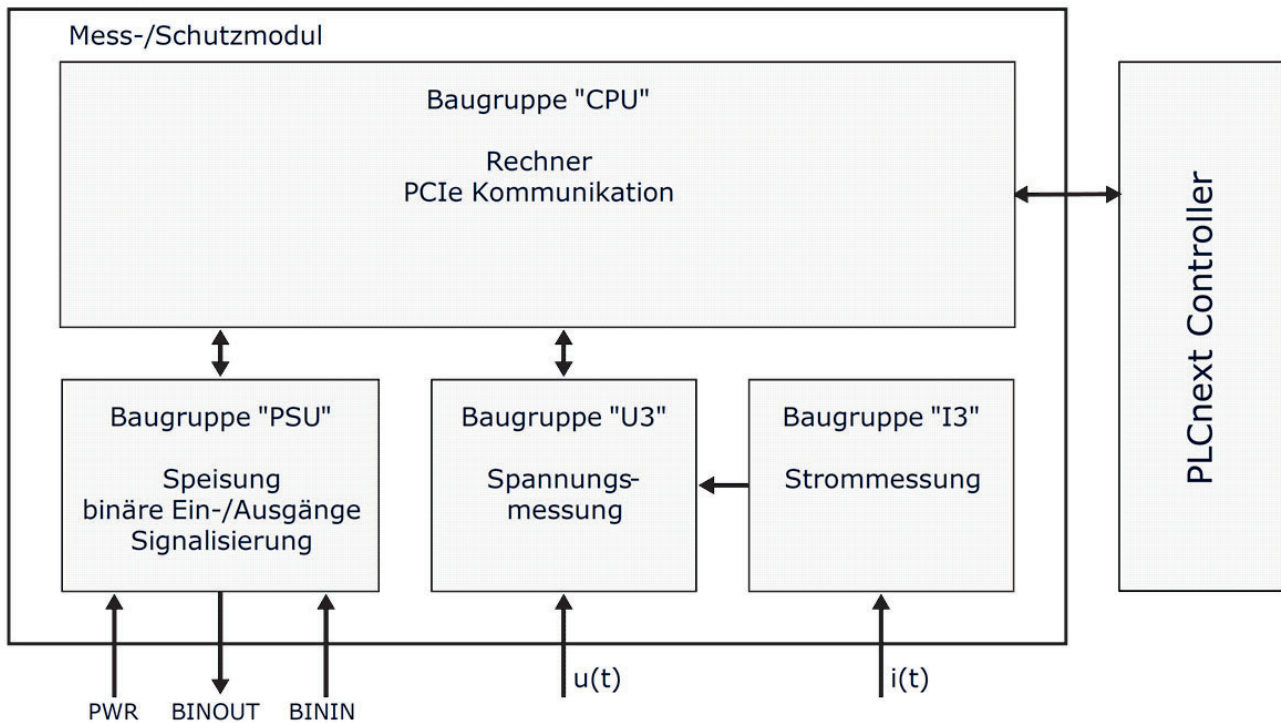 Mess-/Schutzmodul
Baugruppe "CPU"
Rechner
PCIe Kommunikation
PLCnext Controller
Baugruppe "PSU"
Speisung
binäre Ein-/Ausgänge
Signalisierung
Baugruppe "U3"
Spannungs-
messung
Baugruppe "I3"
Strommessung
PWR
BINOUT
BININ
u(t)
i(t)